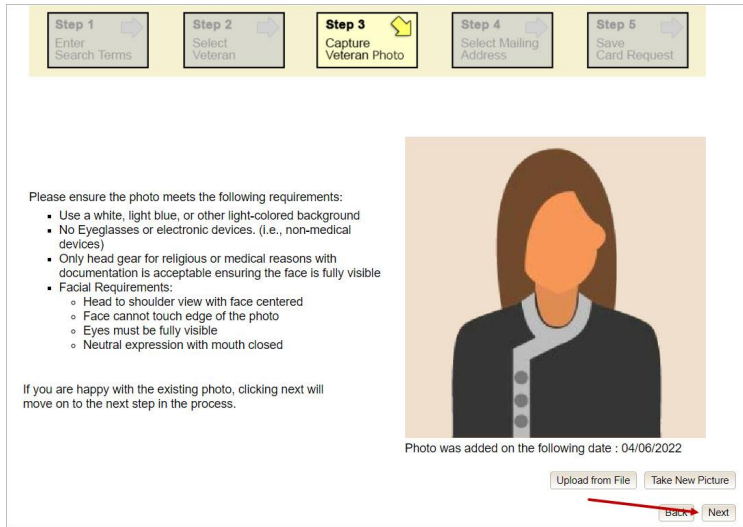 Step 1
Enter
Search Terms
Step 2
Select
Veteran
Step 3
Capture
Veteran Photo
Step 4
Select Mailing
Address
Step 5
Save
Card Request
Please ensure the photo meets the following requirements:
Use a white, light blue, or other light-colored background
No Eyeglasses or electronic devices. (i.e., non-medical
devices)
Only head gear for religious or medical reasons with
documentation is acceptable ensuring the face is fully visible
Facial Requirements:
Head to shoulder view with face centered
Face cannot touch edge of the photo
Eyes must be fully visible
Neutral expression with mouth closed
If you are happy with the existing photo, clicking next will
move on to the next step in the process.
Photo was added on the following date : 04/06/2022
Upload from File
Take New Picture
Back
Next